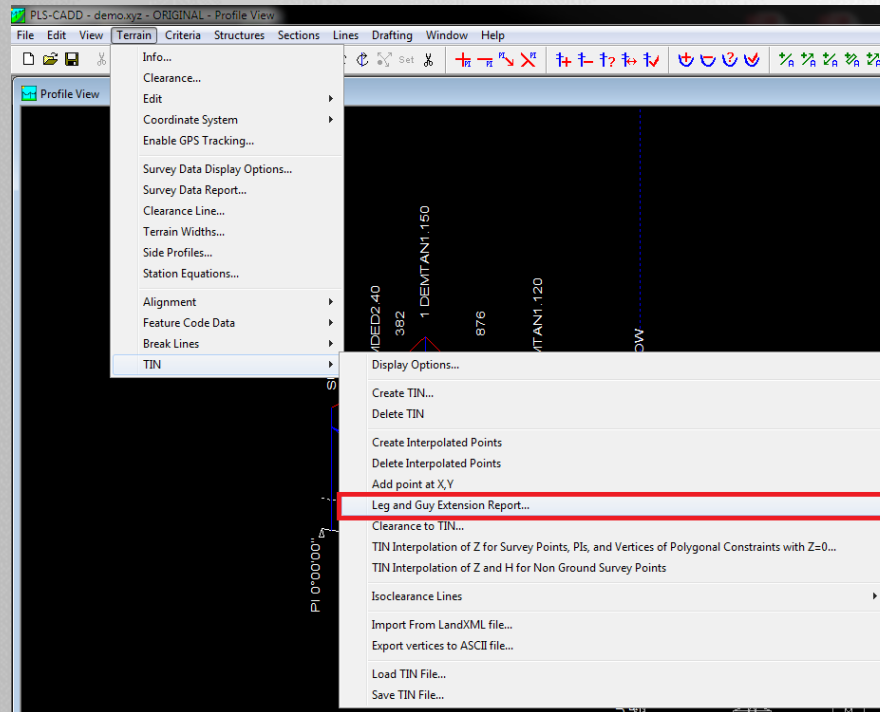 PLS-CADD - demo.xyz - ORIGINAL - Profile View
File Edit View Terrain Criteria Structures Sections Lines Drafting Window Help
Set
Profile View
Info...
Clearance...
Edit
Coordinate System
Enable GPS Tracking...
Survey Data Display Options...
Survey Data Report...
Clearance Line...
Terrain Widths...
Side Profiles...
Station Equations...
Alignment
Feature Code Data
Break Lines
TIN
382
1 DEMTAN1.150
876
PI 0°00'00"
Display Options...
Create TIN...
Delete TIN
Create Interpolated Points
Delete Interpolated Points
Add point at X,Y
Leg and Guy Extension Report...
Clearance to TIN...
TIN Interpolation of Z for Survey Points, PIs, and Vertices of Polygonal Constraints with Z=0...
TIN Interpolation of Z and H for Non Ground Survey Points
Isoclearance Lines
Import From LandXML file...
Export vertices to ASCII file...
Load TIN File...
Save TIN File...